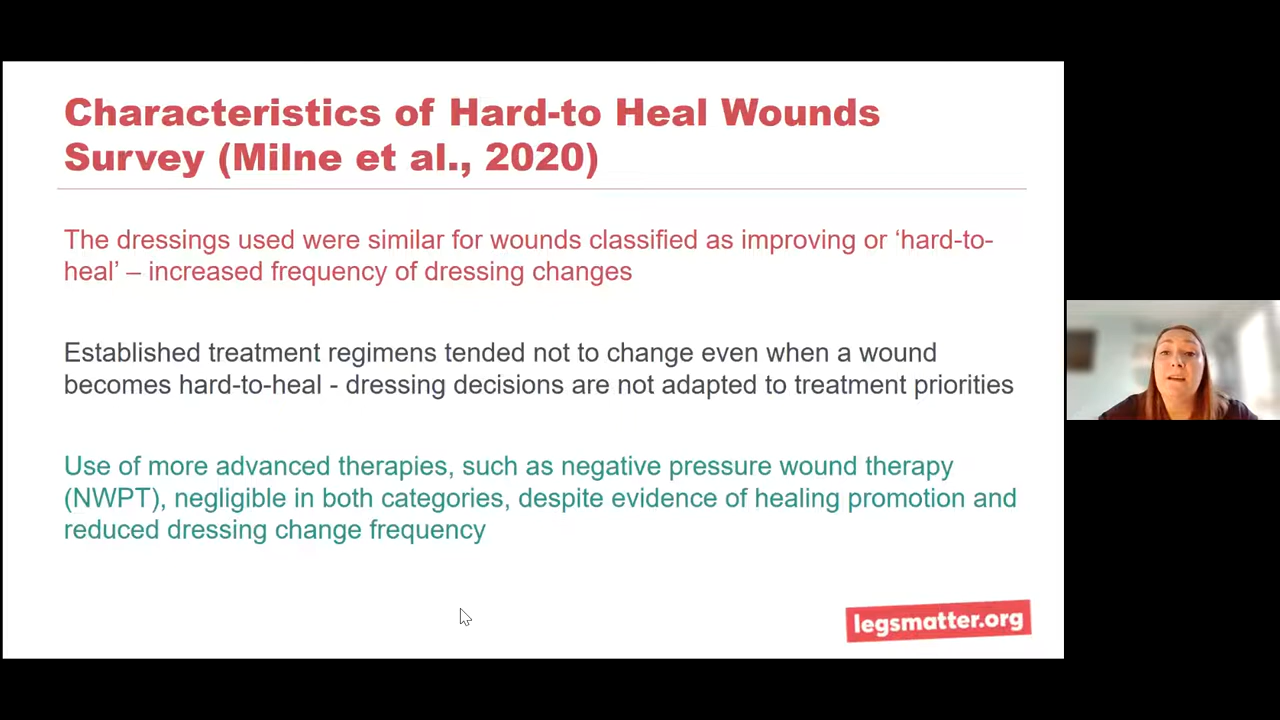 Characteristics of Hard-to Heal Wounds
Survey (Milne et al., 2020)
The dressings used were similar for wounds classified as improving or ‘hard-to-
heal’ – increased frequency of dressing changes
Established treatment regimens tended not to change even when a wound
becomes hard-to-heal - dressing decisions are not adapted to treatment priorities
Use of more advanced therapies, such as negative pressure wound therapy
(NWPT), negligible in both categories, despite evidence of healing promotion and
reduced dressing change frequency
legsmatter.org